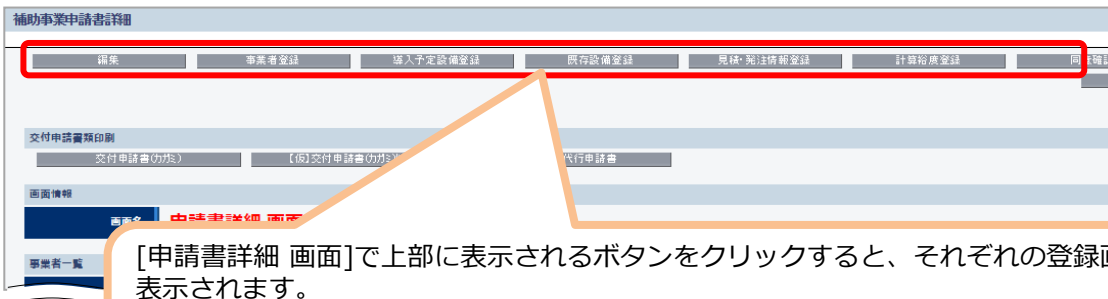 補助事業申請書詳細
編集 事業者登録 導入予定設備登録 既存設備登録 見積・発注情報登録 計算裕度登録
交付申請書類印刷
交付申請書(カガミ) 【仮】交付申請書(カガミ) 代行申請書
画面情報
画面名 申請書詳細 画面
[申請書詳細 画面]で上部に表示されるボタンをクリックすると、それぞれの登録画
事業者一覧
表示されます。